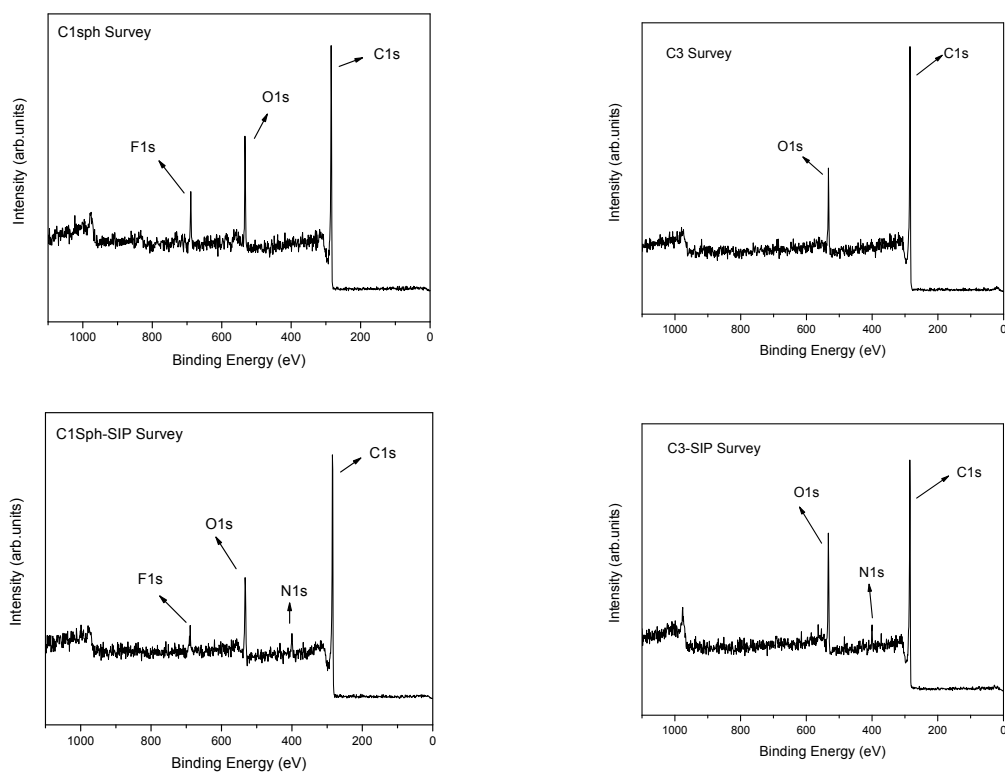 C1sph Survey
C1s
O1s
F1s
Intensity (arb.units)
1000 800 600 400 200 0
Binding Energy (eV)
C3 Survey
C1s
O1s
Intensity (arb.units)
1000 800 600 400 200 0
Binding Energy (eV)
C1Sph-SIP Survey
C1s
O1s
F1s
N1s
Intensity (arb.units)
1000 800 600 400 200 0
Binding Energy (eV)
C3-SIP Survey
C1s
O1s
N1s
Intensity (arb.units)
1000 800 600 400 200 0
Binding Energy (eV)